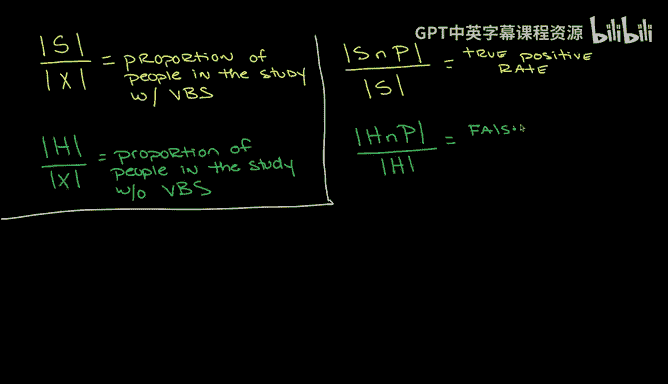 GPT中英字幕课程资源 bilibili
|S| / |X| = proportion of
people in the study
w/ VBS
|H| / |X| = proportion of
people in the study
w/o VBS
|S∩P| / |S| = TRUE positive
RATE
|H∩P| / |H| = FAls